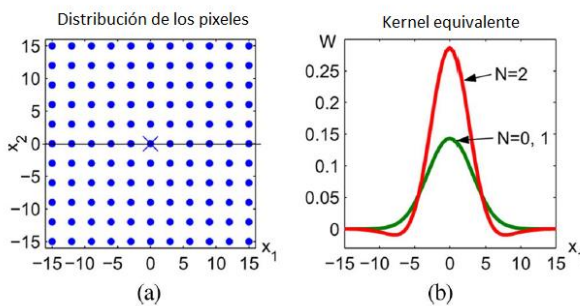 Distribución de los pixeles
15
10
5
0
−5
−10
−15
x2
−15 −10 −5 0 5 10 15
x1
(a)
Kernel equivalente
W
0.25
0.2
0.15
0.1
0.05
0
N=2
N=0, 1
−15 −10 −5 0 5 10 15
x
(b)